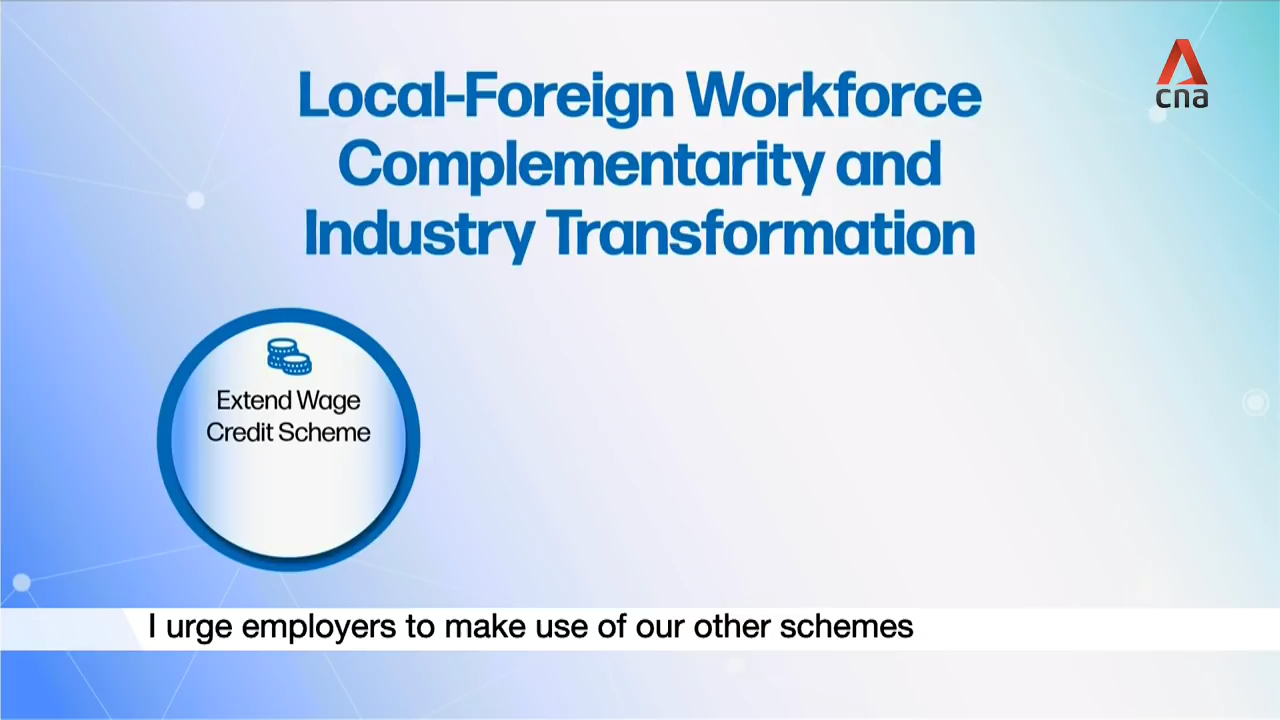 Local-Foreign Workforce
Complementarity and
Industry Transformation
cna
Extend Wage
Credit Scheme
I urge employers to make use of our other schemes